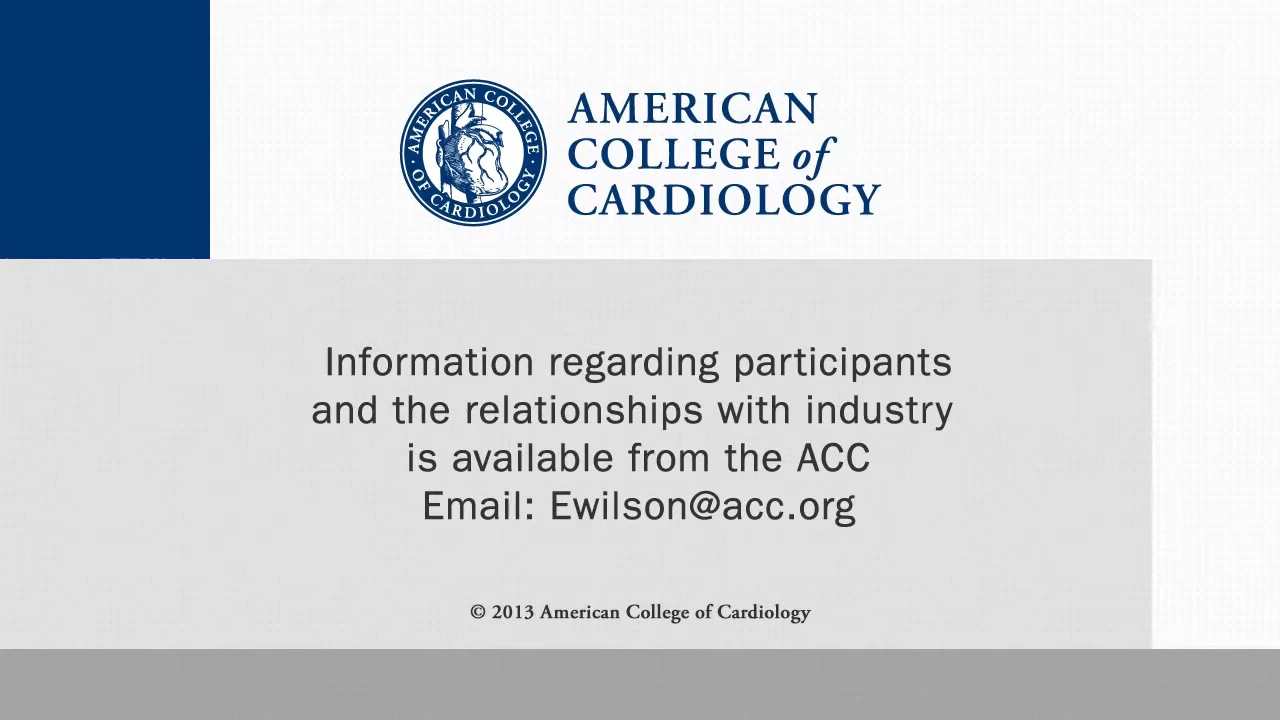 AMERICAN COLLEGE
· OF CARDIOLOGY ·
AMERICAN
COLLEGE of
CARDIOLOGY
Information regarding participants
and the relationships with industry
is available from the ACC
Email: Ewilson@acc.org
© 2013 American College of Cardiology